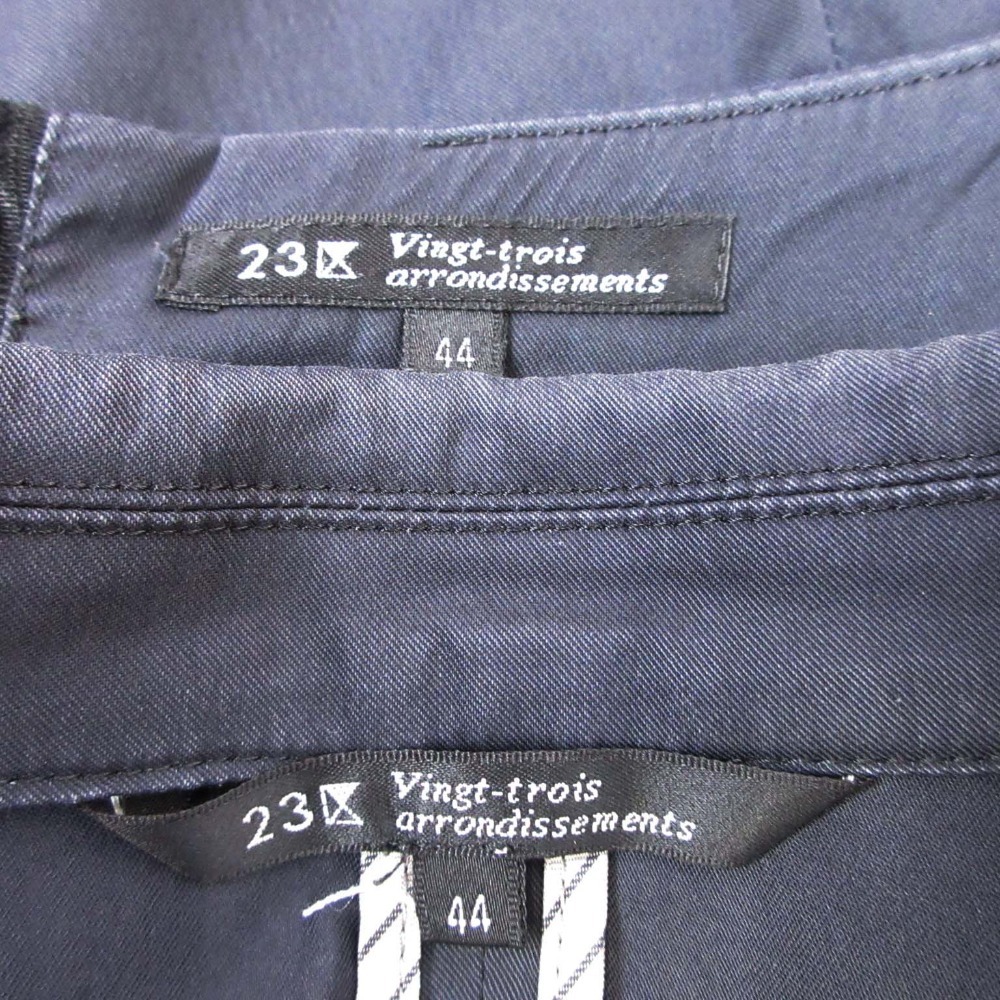 23区 Vingt-trois
arrondissements
44
23区 Vingt-trois
arrondissements
44